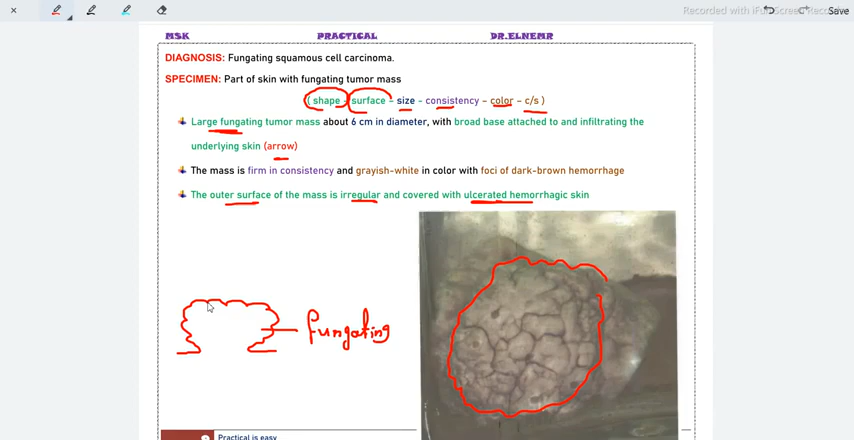 Recorded with iFun Screen Recorder
Save
MSK PRACTICAL DR.ELNEMR
DIAGNOSIS: Fungating squamous cell carcinoma.
SPECIMEN: Part of skin with fungating tumor mass
( shape - surface - size - consistency - color - c/s )
Large fungating tumor mass about 6 cm in diameter, with broad base attached to and infiltrating the
underlying skin (arrow)
The mass is firm in consistency and grayish-white in color with foci of dark-brown hemorrhage
The outer surface of the mass is irregular and covered with ulcerated hemorrhagic skin
fungating
Practical is easy